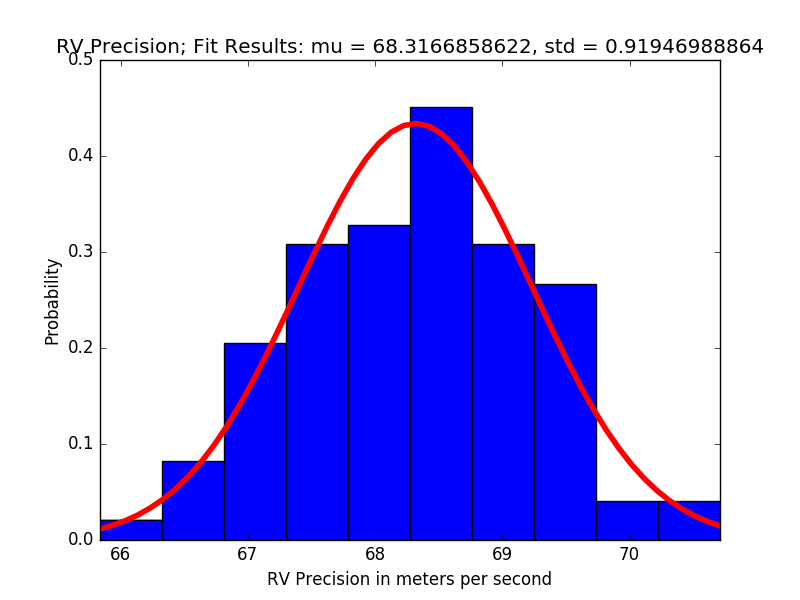 RV Precision; Fit Results: mu = 68.3166858622, std = 0.91946988864
0.5
0.4
0.3
0.2
0.1
0.0
Probability
66 67 68 69 70
RV Precision in meters per second